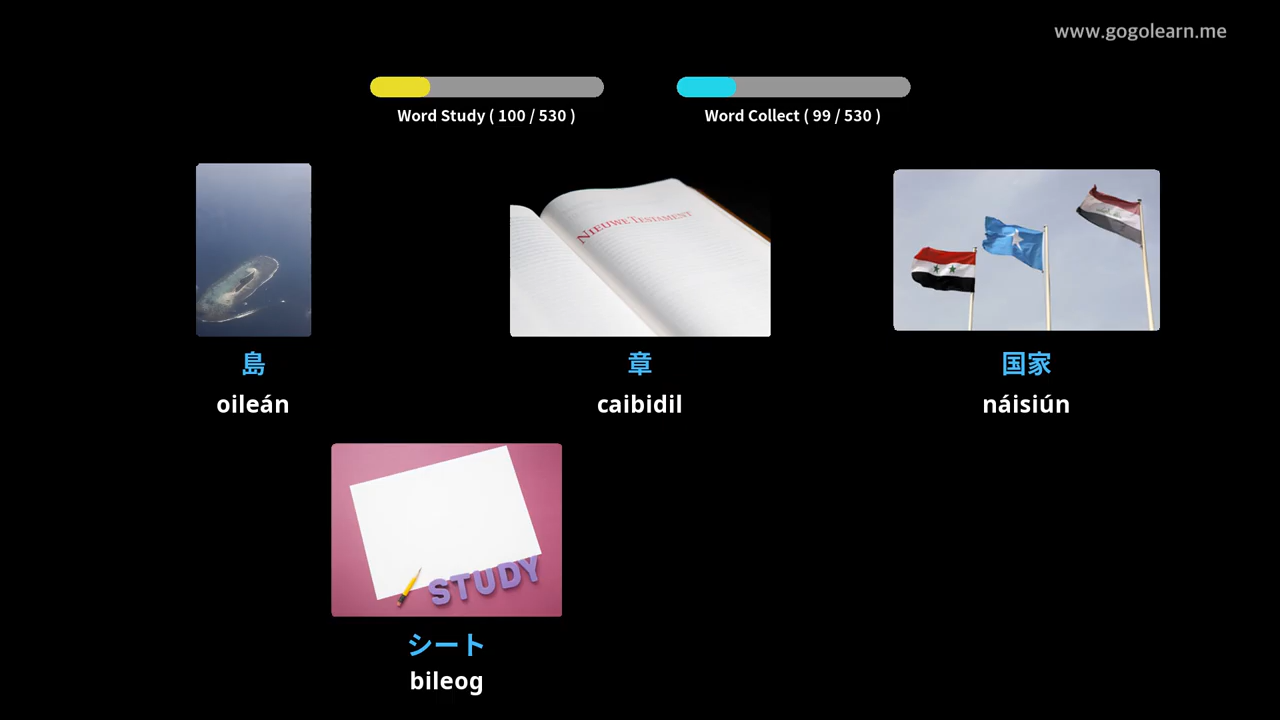 www.gogolearn.me
Word Study ( 100 / 530 )
Word Collect ( 99 / 530 )
NIEUWE TESTAMENT
島
oileán
章
caibidil
国家
náisiún
STUDY
シート
bileog